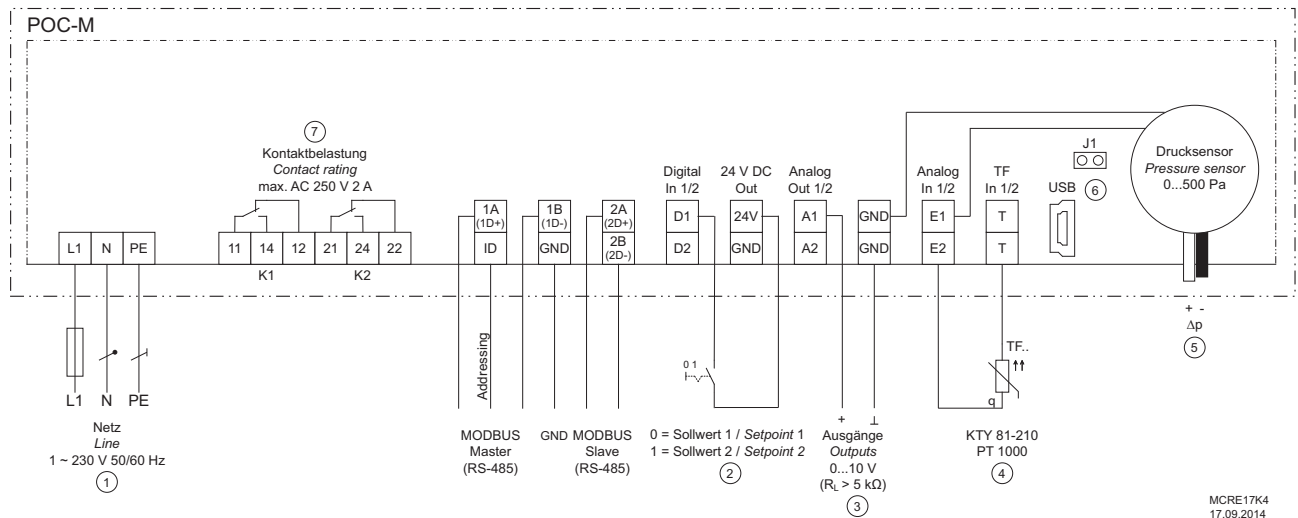 POC-M
7
Kontaktbelastung
Contact rating
max. AC 250 V 2 A
Digital
In 1/2
24 V DC
Out
Analog
Out 1/2
Analog
In 1/2
TF
In 1/2
USB
J1
6
Drucksensor
Pressure sensor
0...500 Pa
L1 N PE
11 14 12 21 24 22
K1 K2
1A
(1D+)
ID
1B
(1D-)
GND
2A
(2D+)
2B
(2D-)
D1
D2
24V
GND
A1
A2
GND
GND
E1
E2
T
T
+ -
Δp
5
Addressing
0 1
TF..
q
L1 N PE
Netz
Line
1 ~ 230 V 50/60 Hz
1
MODBUS
Master
(RS-485)
GND
MODBUS
Slave
(RS-485)
0 = Sollwert 1 / Setpoint 1
1 = Sollwert 2 / Setpoint 2
2
+ ⊥
Ausgänge
Outputs
0...10 V
(RL > 5 kΩ)
3
KTY 81-210
PT 1000
4
MCRE17K4
17.09.2014